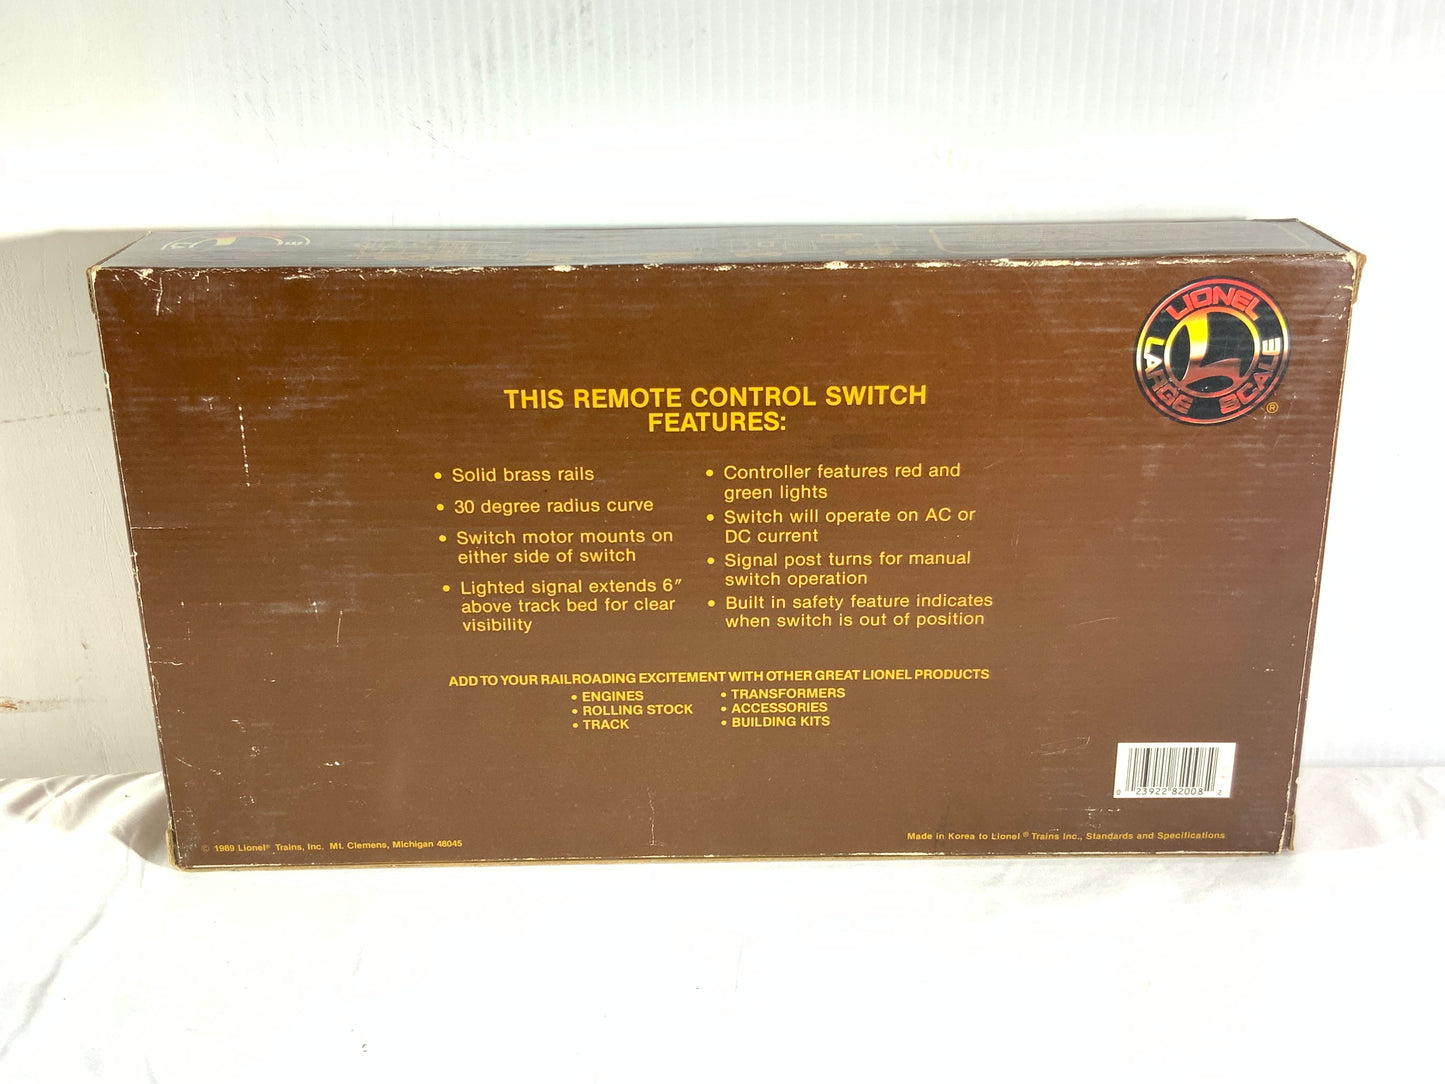 LIONEL
LARGE SCALE ®
THIS REMOTE CONTROL SWITCH
FEATURES:
• Solid brass rails
• 30 degree radius curve
• Switch motor mounts on
either side of switch
• Lighted signal extends 6″
above track bed for clear
visibility
• Controller features red and
green lights
• Switch will operate on AC or
DC current
• Signal post turns for manual
switch operation
• Built in safety feature indicates
when switch is out of position
ADD TO YOUR RAILROADING EXCITEMENT WITH OTHER GREAT LIONEL PRODUCTS
• ENGINES
• ROLLING STOCK
• TRACK
• TRANSFORMERS
• ACCESSORIES
• BUILDING KITS
0 23922 82008 2
© 1989 Lionel® Trains, Inc. Mt. Clemens, Michigan 48045
Made in Korea to Lionel ® Trains Inc., Standards and Specifications